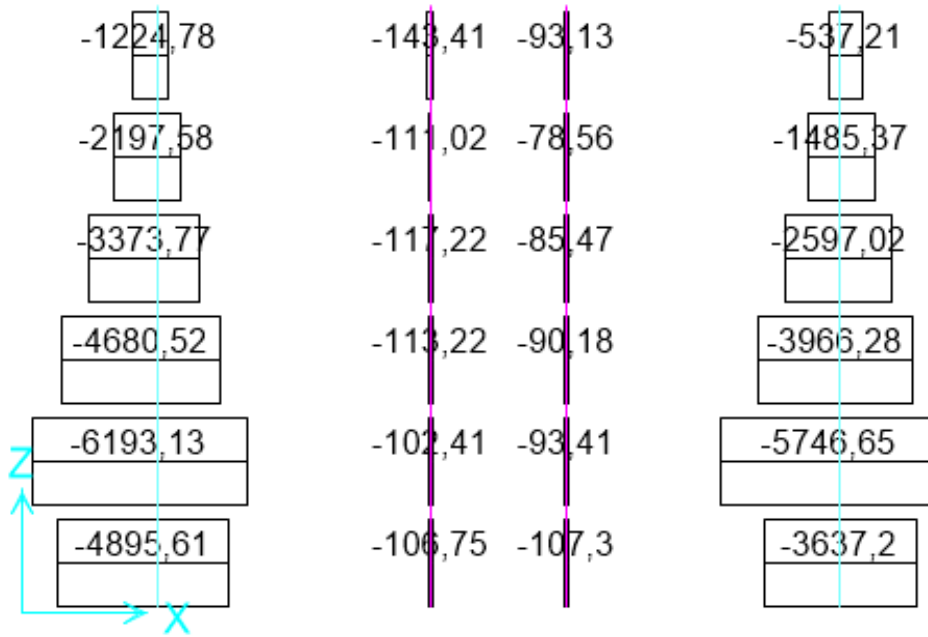 -1224,78 -143,41 -93,13 -537,21
-2197,58 -111,02 -78,56 -1485,37
-3373,77 -117,22 -85,47 -2597,02
-4680,52 -113,22 -90,18 -3966,28
-6193,13 -102,41 -93,41 -5746,65
Z
-4895,61 -106,75 -107,3 -3637,2
X